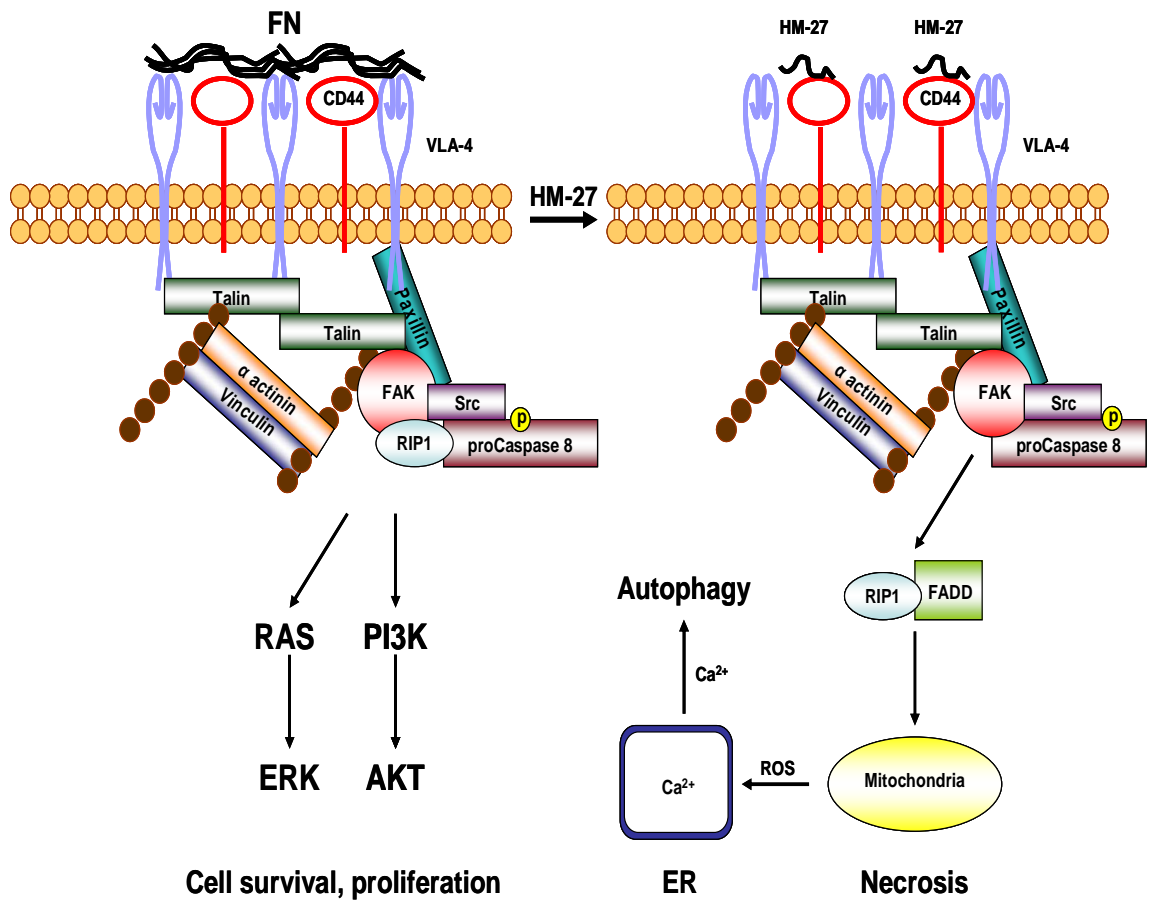 FN
CD44
VLA-4
Talin
Talin
Paxillin
α actinin
Vinculin
FAK
Src
p
RIP1
proCaspase 8
RAS
PI3K
ERK
AKT
Cell survival, proliferation
HM-27
HM-27
HM-27
CD44
VLA-4
Talin
Talin
Paxillin
α actinin
Vinculin
FAK
Src
p
proCaspase 8
RIP1
FADD
Autophagy
Ca²⁺
Ca²⁺
ROS
Mitochondria
ER
Necrosis